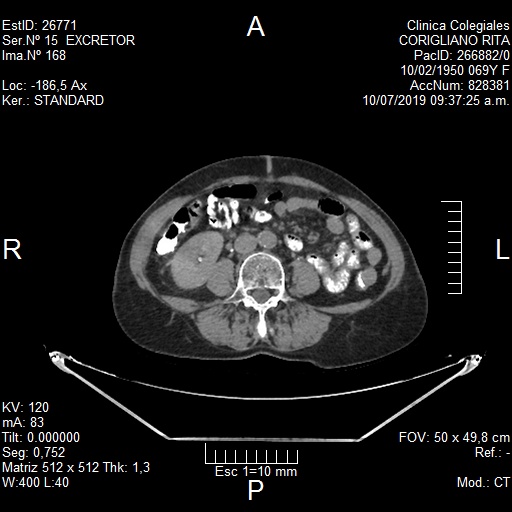 EstID: 26771
Ser.Nº 15 EXCRETOR
Ima.Nº 168
Loc: -186,5 Ax
Ker.: STANDARD
A
Clinica Colegiales
CORIGLIANO RITA
PacID: 266882/0
10/02/1950 069Y F
AccNum: 828381
10/07/2019 09:37:25 a.m.
R
L
KV: 120
mA: 83
Tilt: 0.000000
Seg: 0,752
Matriz 512 x 512 Thk: 1,3
W:400 L:40
Esc 1=10 mm
P
FOV: 50 x 49,8 cm
Ref.: -
Mod.: CT